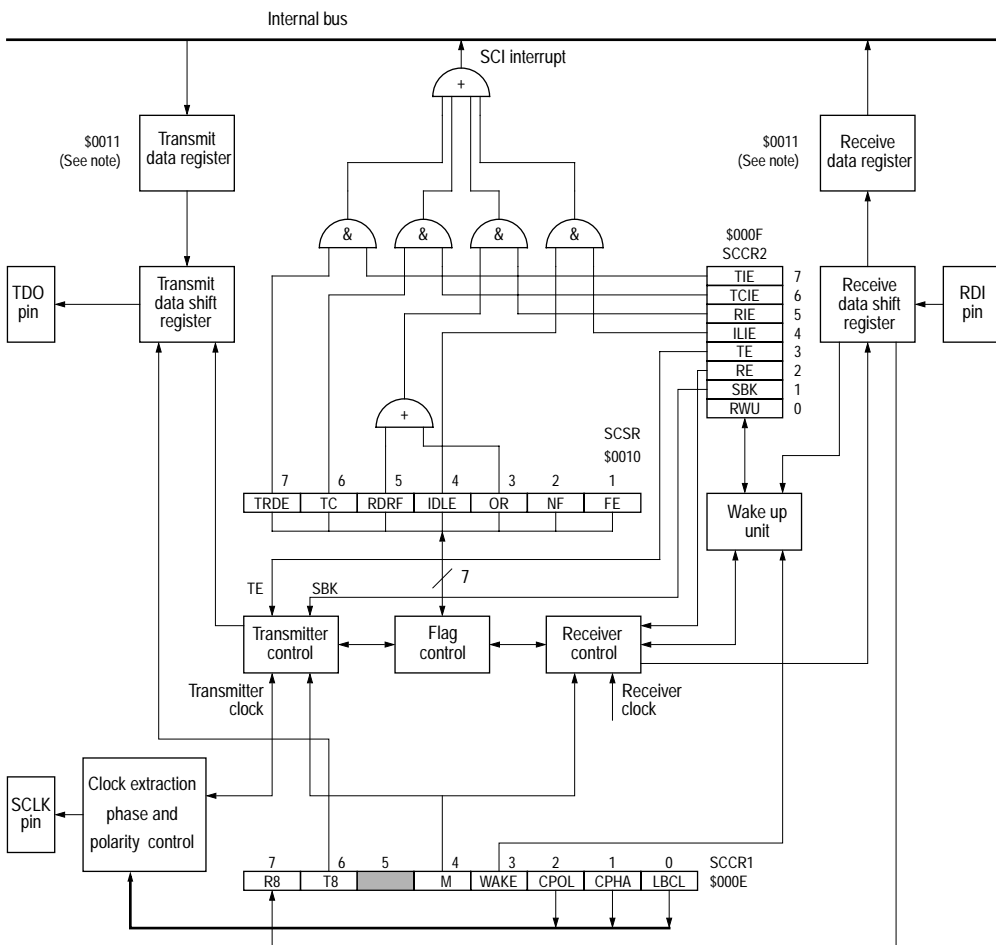 Internal bus
SCI interrupt
+
$0011
(See note)
Transmit
data register
$0011
(See note)
Receive
data register
& & & &
$000F
SCCR2
TDO
pin
Transmit
data shift
register
TIE 7
TCIE 6
RIE 5
ILIE 4
TE 3
RE 2
SBK 1
RWU 0
Receive
data shift
register
RDI
pin
+
SCSR
$0010
7 6 5 4 3 2 1
TRDE TC RDRF IDLE OR NF FE
Wake up
unit
7
TE
SBK
Transmitter
control
Flag
control
Receiver
control
Transmitter
clock
Receiver
clock
SCLK
pin
Clock extraction
phase and
polarity control
7 6 5 4 3 2 1 0
SCCR1
R8 T8 M WAKE CPOL CPHA LBCL
$000E